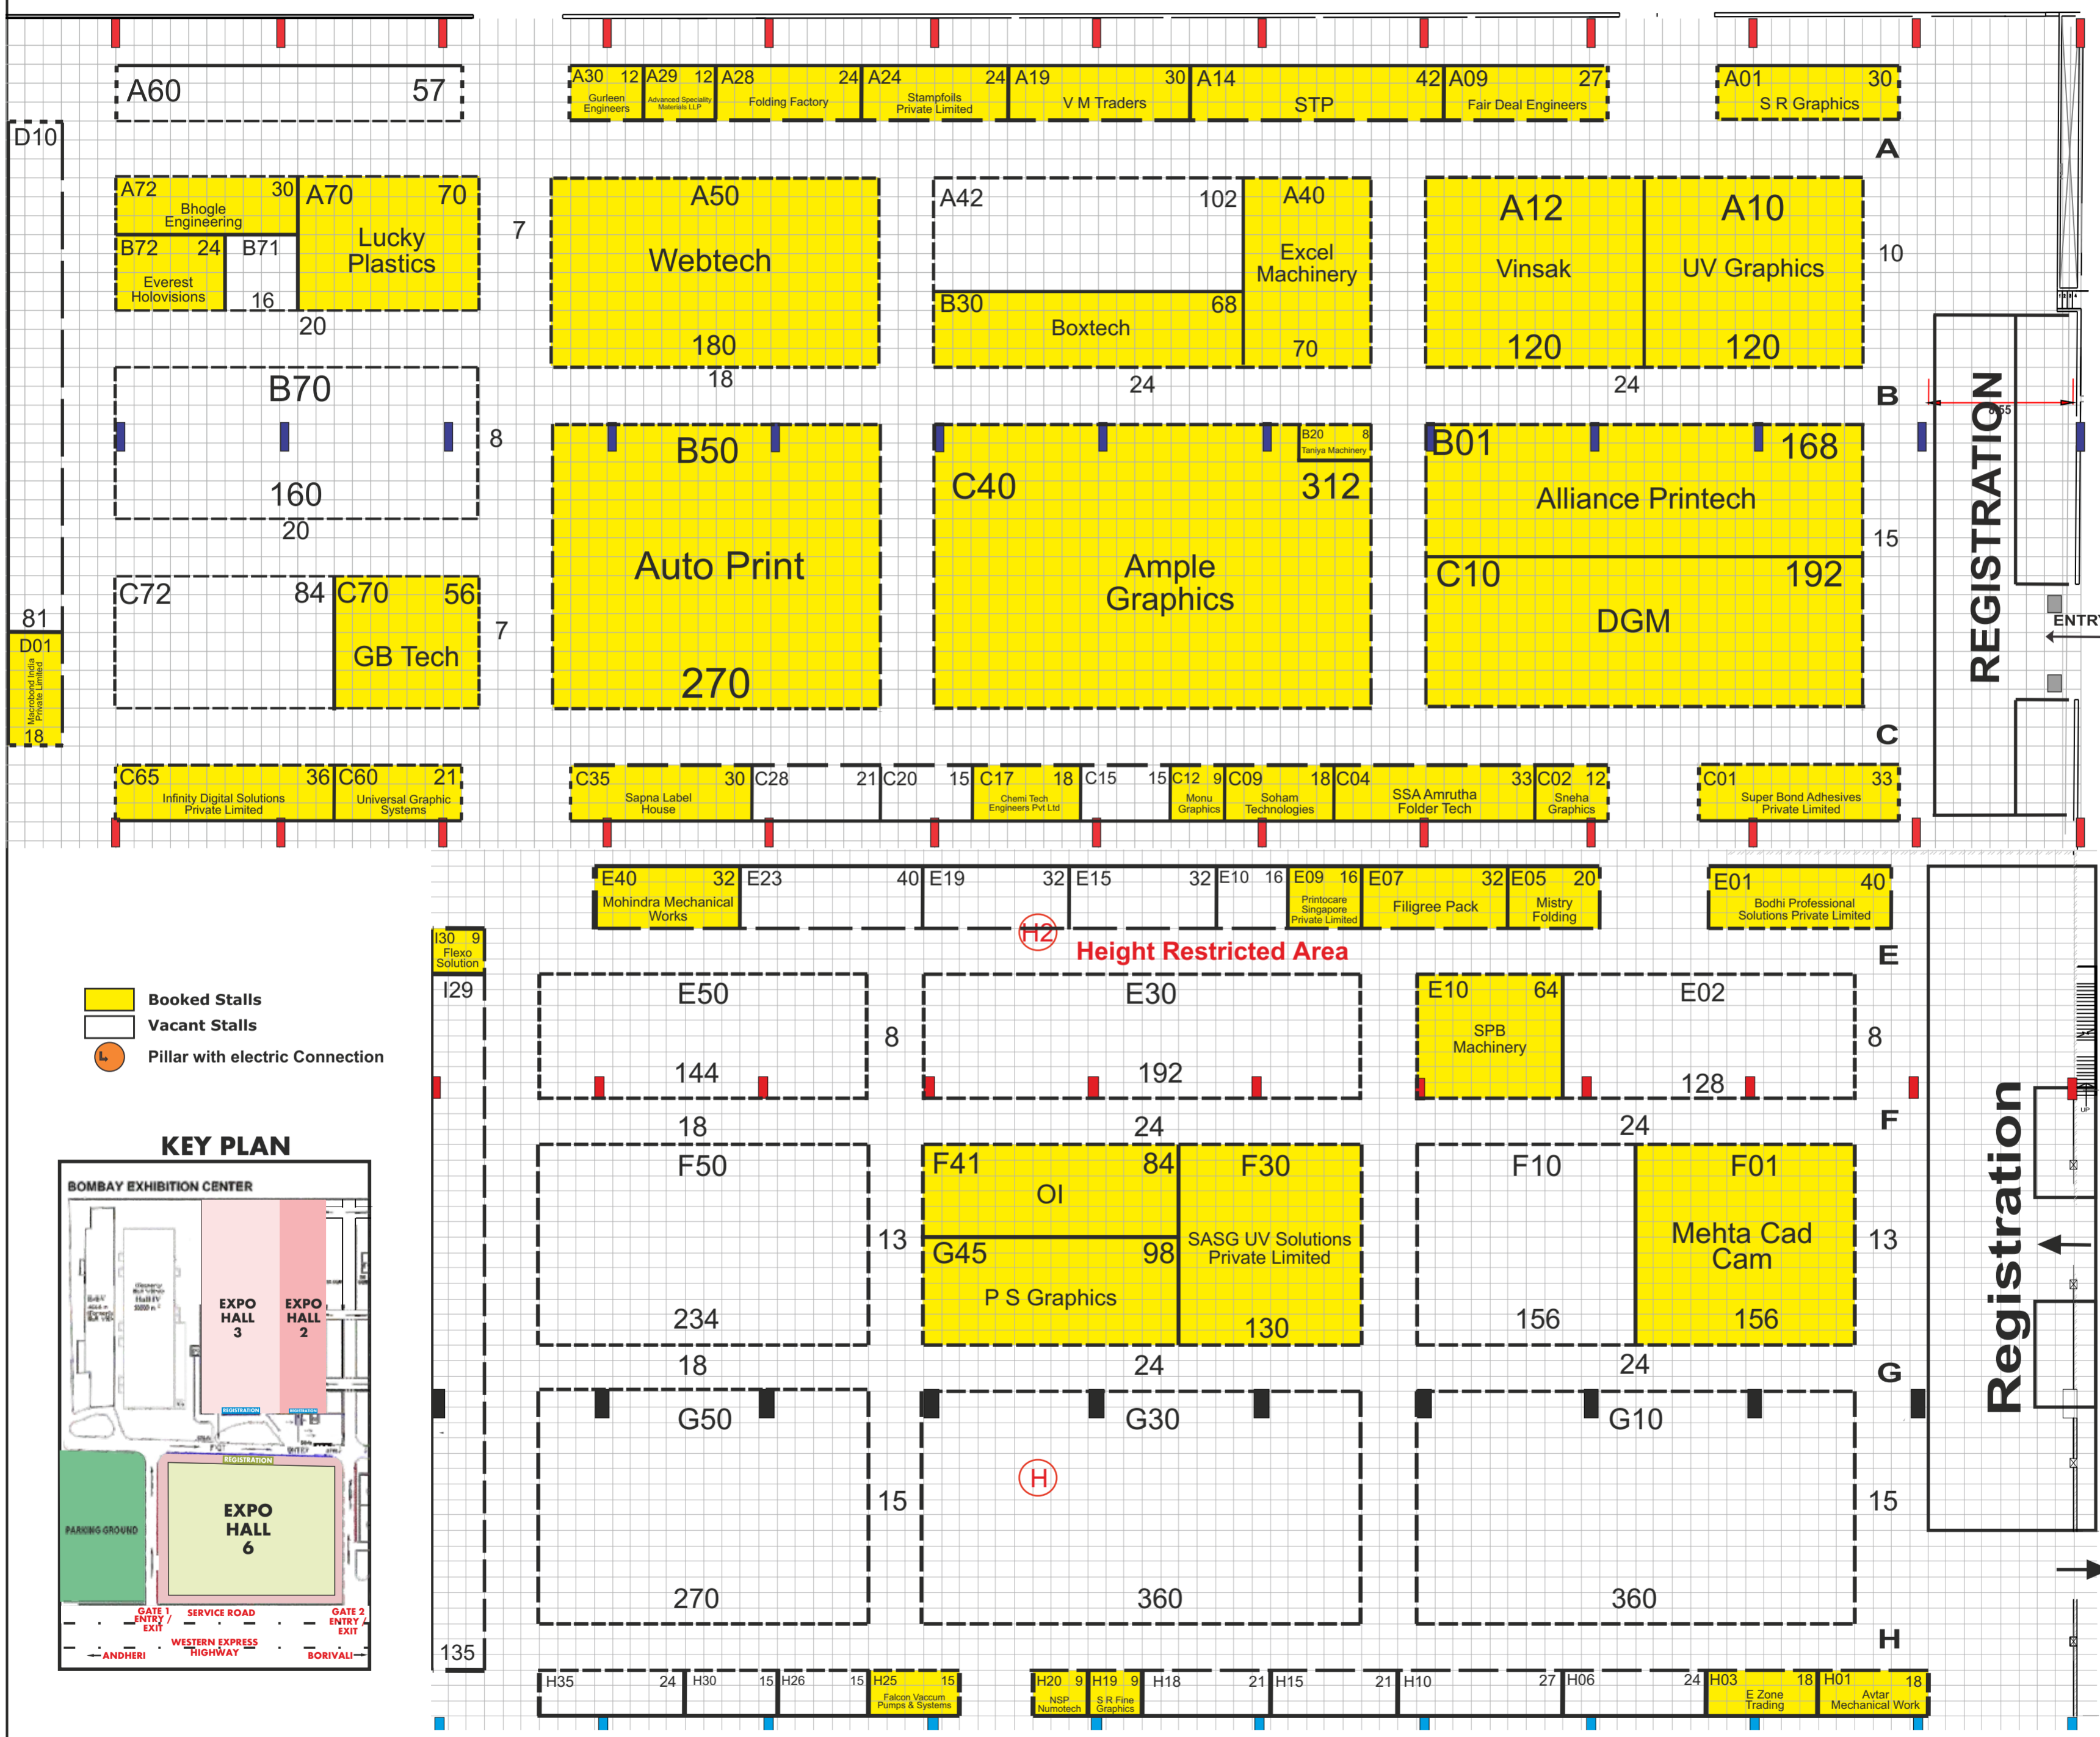 A60 57
A30 12 A29 12 A28 24 A24 24 A19 30 A14 42 A09 27 A01 30
Gurleen Engineers
Advanced Speciality Materials LLP
Folding Factory
Stampfoils Private Limited
V M Traders
STP
Fair Deal Engineers
S R Graphics
D10
A
A72 30
Bhogle
Engineering
A70 70
Lucky
Plastics
B72 24
Everest
Holovisions
B71
16
20
7
A50
Webtech
180
18
A42 102
B30 68
Boxtech
A40
Excel
Machinery
70
24
A12
Vinsak
120
A10
UV Graphics
120
24
10
B
B70
160
20
8
B50
Auto Print
270
B20 8
Taniya Machinery
C40 312
Ample
Graphics
B01 168
Alliance Printech
C10 192
DGM
15
REGISTRATION
ENTRY
81
D01
Macrobond India
Private Limited
18
C72 84
C70 56
GB Tech
7
C
C65 36
Infinity Digital Solutions
Private Limited
C60 21
Universal Graphic
Systems
C35 30
Sapna Label
House
C28 21
C20 15
C17 18
Chemi Tech
Engineers Pvt Ltd
C15 15
C12 9
Monu
Graphics
C09 18
Soham
Technologies
C04 33
SSA Amrutha
Folder Tech
C02 12
Sneha
Graphics
C01 33
Super Bond Adhesives
Private Limited
E40 32
Mohindra Mechanical
Works
E23 40
E19 32
E15 32
E10 16
E09 16
Printocare
Singapore
Private Limited
E07 32
Filigree Pack
E05 20
Mistry
Folding
E01 40
Bodhi Professional
Solutions Private Limited
H2
Height Restricted Area
E
I30 9
Flexo
Solution
I29
135
E50
144
18
8
E30
192
24
E10 64
SPB
Machinery
E02
128
24
8
F
F50
234
18
13
F41 84
OI
G45 98
P S Graphics
F30
SASG UV Solutions
Private Limited
130
24
F10
156
F01
Mehta Cad
Cam
156
24
13
G
G50
270
15
G30
H
360
G10
360
15
H
Registration
UP
H35 24
H30 15
H26 15
H25 15
Falcon Vaccum
Pumps & Systems
H20 9
NSP
Numotech
H19 9
S R Fine
Graphics
H18 21
H15 21
H10 27
H06 24
H03 18
E Zone
Trading
H01 18
Avtar
Mechanical Work
Booked Stalls
Vacant Stalls
Pillar with electric Connection
KEY PLAN
BOMBAY EXHIBITION CENTER
EXPO
HALL
3
EXPO
HALL
2
REGISTRATION
REGISTRATION
REGISTRATION
PARKING GROUND
EXPO
HALL
6
GATE 1
ENTRY /
EXIT
SERVICE ROAD
GATE 2
ENTRY /
EXIT
WESTERN EXPRESS
HIGHWAY
ANDHERI
BORIVALI